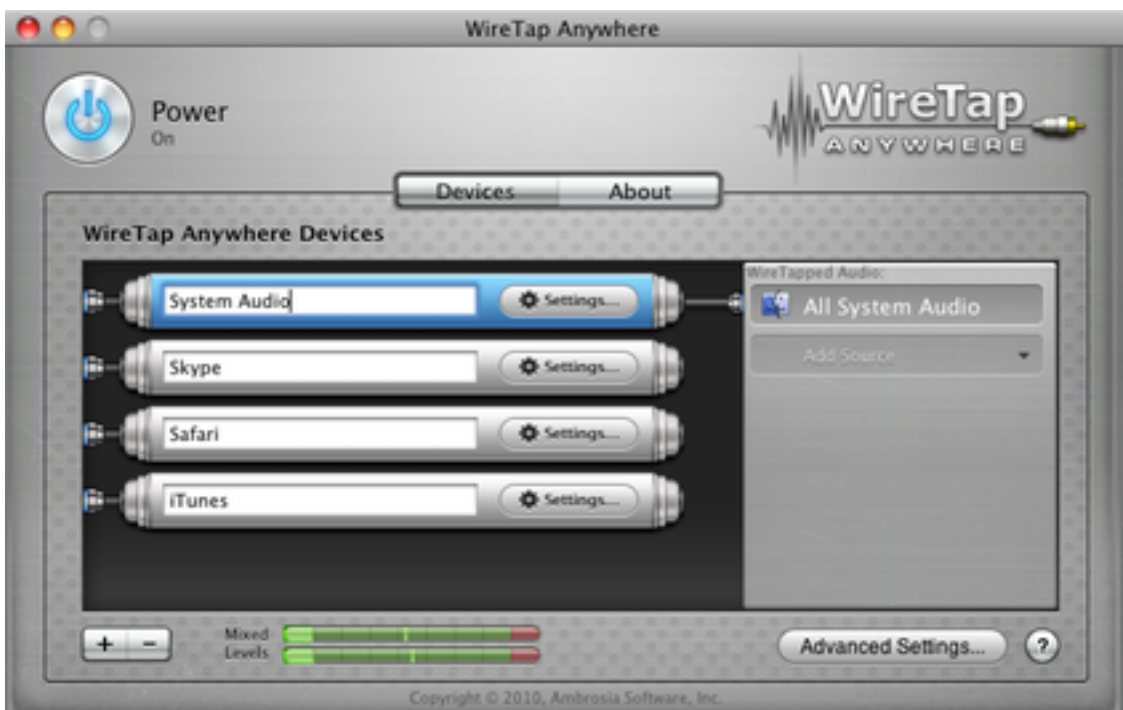 WireTap Anywhere
Power
On
WireTap
ANYWHERE
Devices About
WireTap Anywhere Devices
System Audio Settings...
Skype Settings...
Safari Settings...
iTunes Settings...
WireTapped Audio:
All System Audio
Add Source
+ -
Mixed
Levels
Advanced Settings... ?
Copyright © 2010, Ambrosia Software, Inc.